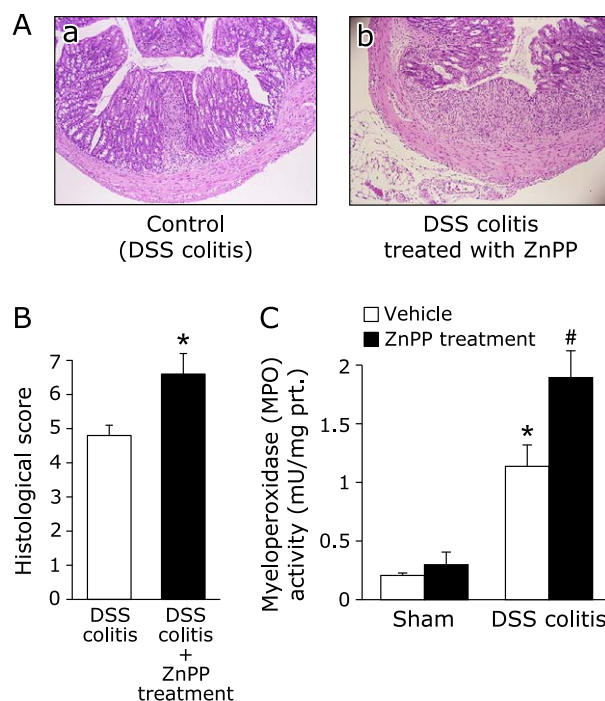 A
a
b
Control
(DSS colitis)
DSS colitis
treated with ZnPP
B
Histological score
7
6
5
4
3
2
1
0
*
DSS
colitis
DSS
colitis
+
ZnPP
treatment
C
Vehicle
ZnPP treatment
Myeloperoxidase (MPO)
activity (mU/mg prt.)
2
1.5
1
0.5
0
*
#
Sham
DSS colitis